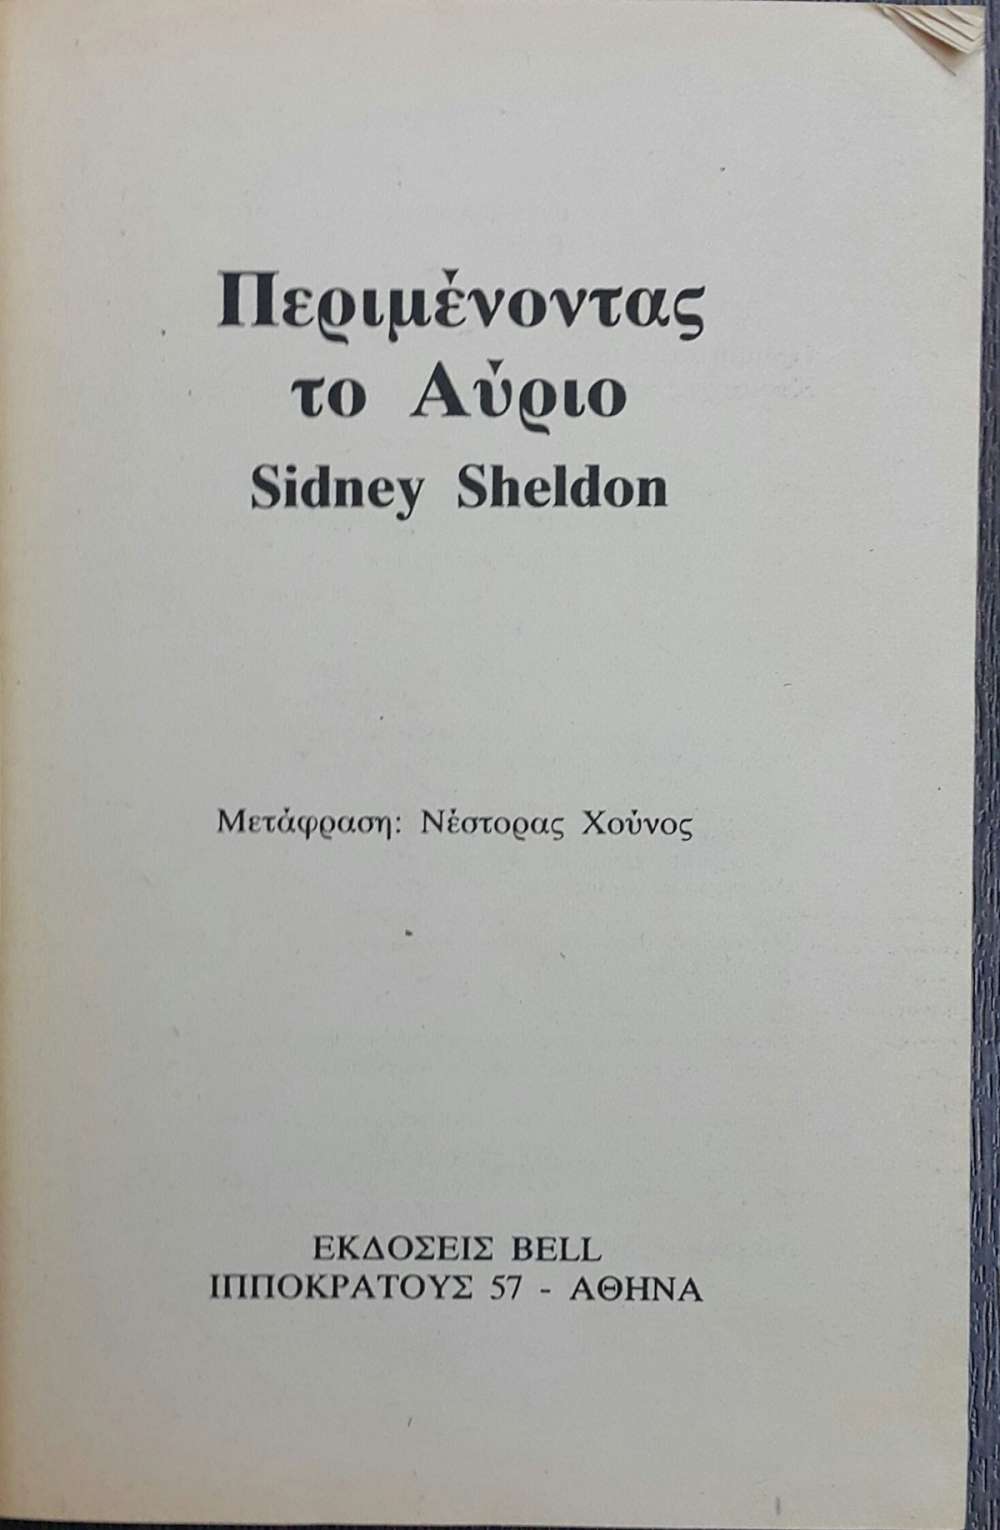 Περιμένοντας
το Αύριο
Sidney Sheldon
Μετάφραση: Νέστορας Χούνος
ΕΚΔΟΣΕΙΣ BELL
ΙΠΠΟΚΡΑΤΟΥΣ 57 - ΑΘΗΝΑ